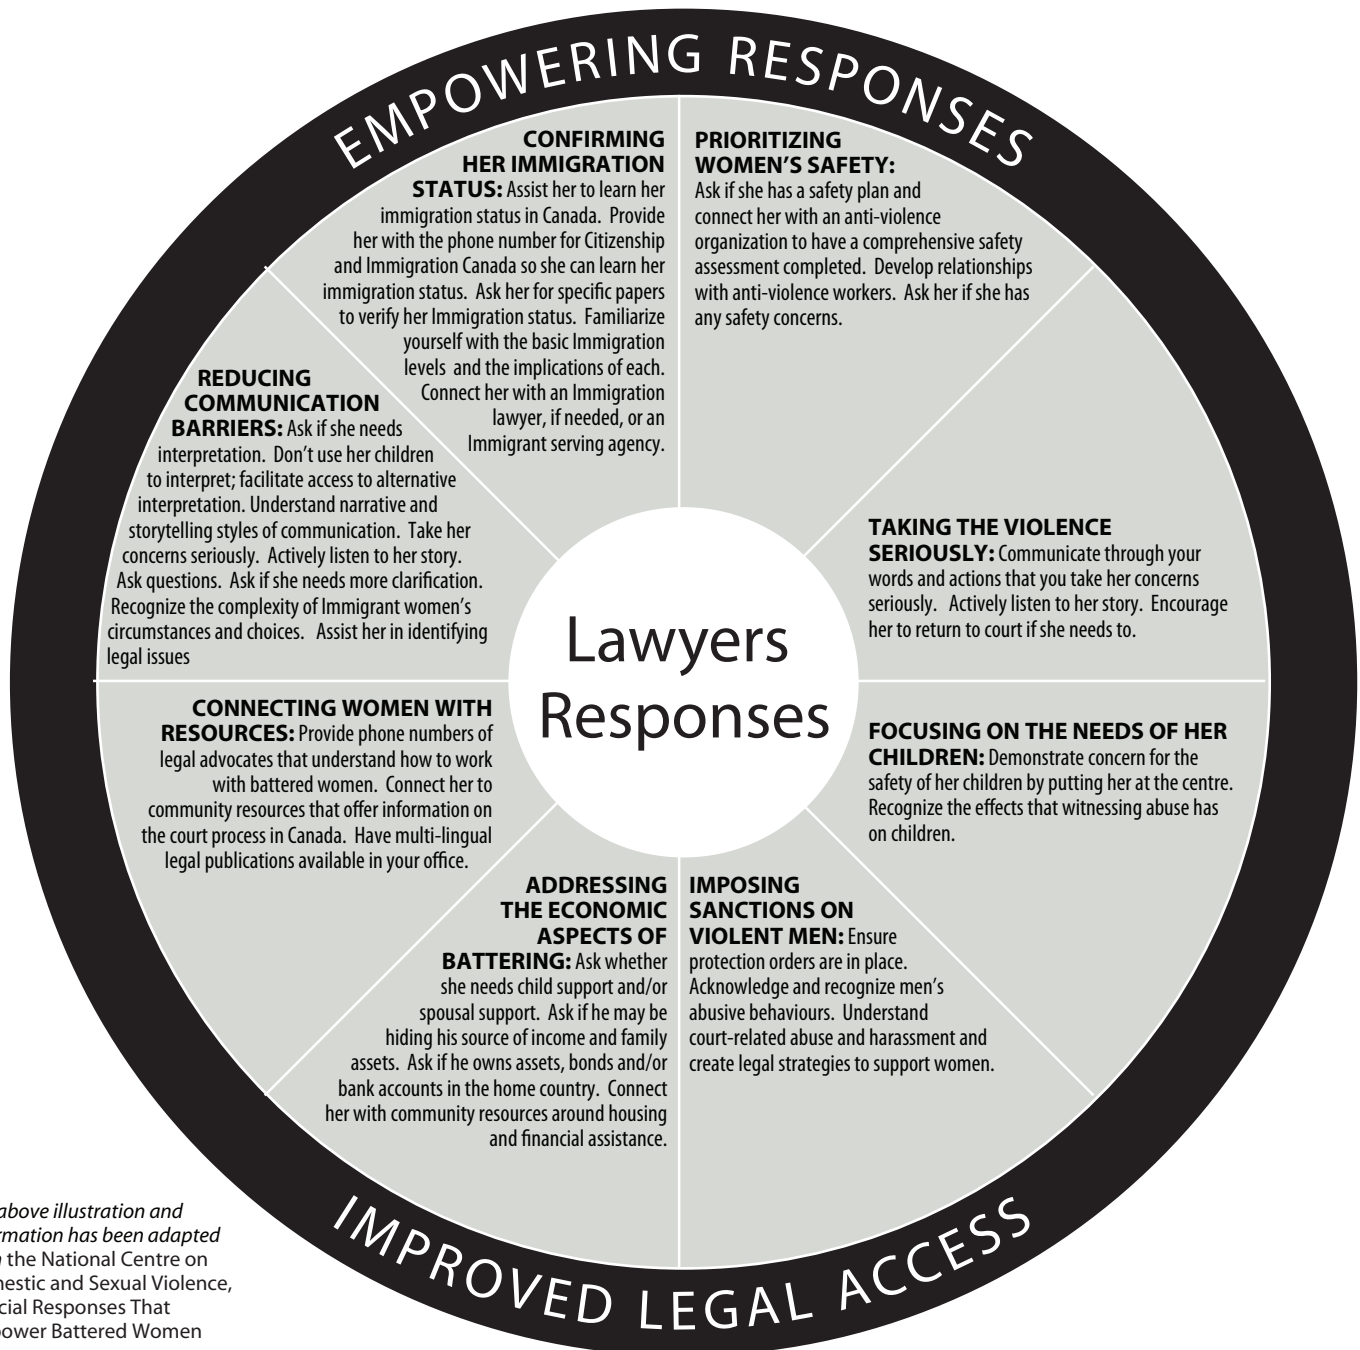 EMPOWERING RESPONSES
CONFIRMING
HER IMMIGRATION
STATUS: Assist her to learn her
immigration status in Canada. Provide
her with the phone number for Citizenship
and Immigration Canada so she can learn her
immigration status. Ask her for specific papers
to verify her Immigration status. Familiarize
yourself with the basic Immigration
levels and the implications of each.
Connect her with an Immigration
lawyer, if needed, or an
Immigrant serving agency.
PRIORITIZING
WOMEN'S SAFETY:
Ask if she has a safety plan and
connect her with an anti-violence
organization to have a comprehensive safety
assessment completed. Develop relationships
with anti-violence workers. Ask her if she has
any safety concerns.
REDUCING
COMMUNICATION
BARRIERS: Ask if she needs
interpretation. Don't use her children
to interpret; facilitate access to alternative
interpretation. Understand narrative and
storytelling styles of communication. Take her
concerns seriously. Actively listen to her story.
Ask questions. Ask if she needs more clarification.
Recognize the complexity of Immigrant women's
circumstances and choices. Assist her in identifying
legal issues
TAKING THE VIOLENCE
SERIOUSLY: Communicate through your
words and actions that you take her concerns
seriously. Actively listen to her story. Encourage
her to return to court if she needs to.
Lawyers
Responses
CONNECTING WOMEN WITH
RESOURCES: Provide phone numbers of
legal advocates that understand how to work
with battered women. Connect her to
community resources that offer information on
the court process in Canada. Have multi-lingual
legal publications available in your office.
FOCUSING ON THE NEEDS OF HER
CHILDREN: Demonstrate concern for the
safety of her children by putting her at the centre.
Recognize the effects that witnessing abuse has
on children.
ADDRESSING
THE ECONOMIC
ASPECTS OF
BATTERING: Ask whether
she needs child support and/or
spousal support. Ask if he may be
hiding his source of income and family
assets. Ask if he owns assets, bonds and/or
bank accounts in the home country. Connect
her with community resources around housing
and financial assistance.
IMPOSING
SANCTIONS ON
VIOLENT MEN: Ensure
protection orders are in place.
Acknowledge and recognize men's
abusive behaviours. Understand
court-related abuse and harassment and
create legal strategies to support women.
IMPROVED LEGAL ACCESS
above illustration and
rmation has been adapted
the National Centre on
nestic and Sexual Violence,
cial Responses That
ower Battered Women